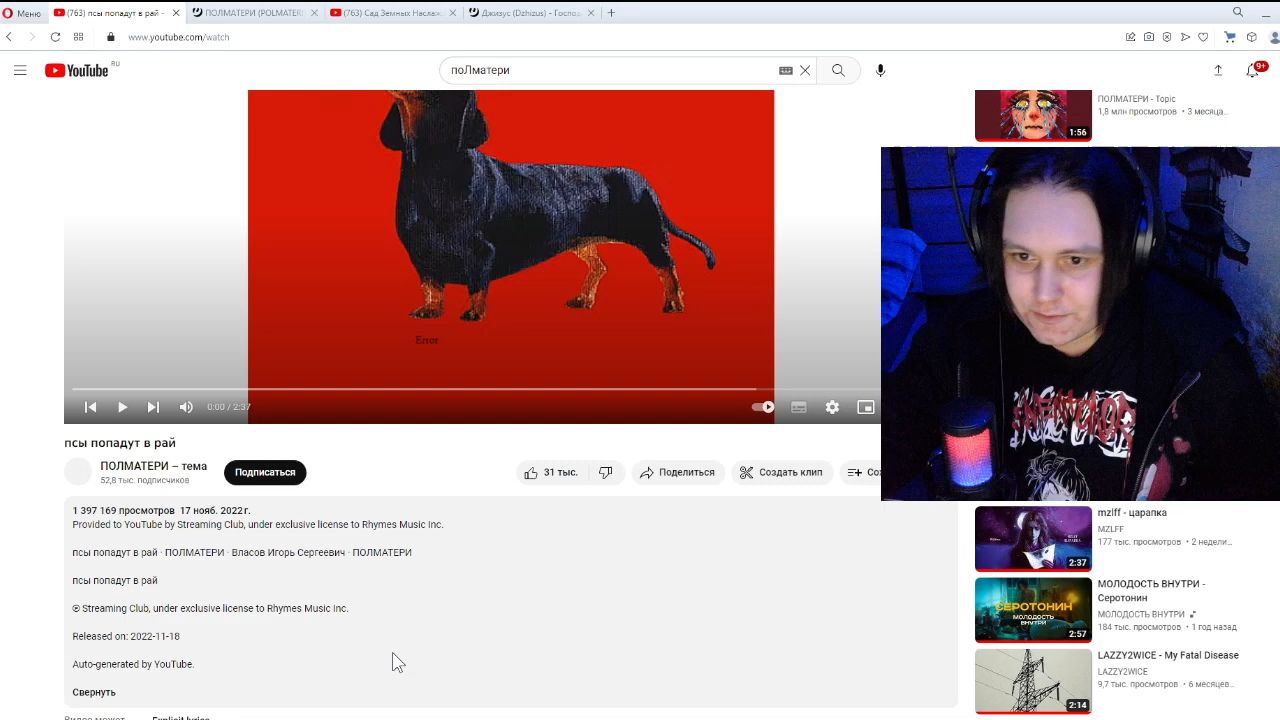 Меню
(763) псы попадут в рай -
ПОЛМАТЕРИ (POLMATERI
(763) Сад Земных Наслаж
Джизус (Dzhizus) – Господ
www.youtube.com/watch
YouTube
RU
поЛматери
9+
ПОЛМАТЕРИ - Topic
1,8 млн просмотров • 3 месяца...
1:56
Error
0:00 / 2:37
псы попадут в рай
ПОЛМАТЕРИ – тема
52,8 тыс. подписчиков
Подписаться
31 тыс.
Поделиться
Создать клип
Сох
1 397 169 просмотров 17 нояб. 2022 г.
Provided to YouTube by Streaming Club, under exclusive license to Rhymes Music Inc.
псы попадут в рай · ПОЛМАТЕРИ · Власов Игорь Сергеевич · ПОЛМАТЕРИ
псы попадут в рай
℗ Streaming Club, under exclusive license to Rhymes Music Inc.
Released on: 2022-11-18
Auto-generated by YouTube.
Свернуть
Explicit lyrics
mzlff - царапка
MZLFF
177 тыс. просмотров • 2 недели...
2:37
МОЛОДОСТЬ ВНУТРИ -
Серотонин
МОЛОДОСТЬ ВНУТРИ
184 тыс. просмотров • 1 год назад
СЕРОТОНИН
МОЛОДОСТЬ
ВНУТРИ
2:57
LAZZY2WICE - My Fatal Disease
LAZZY2WICE
9,7 тыс. просмотров • 6 месяцев...
2:14